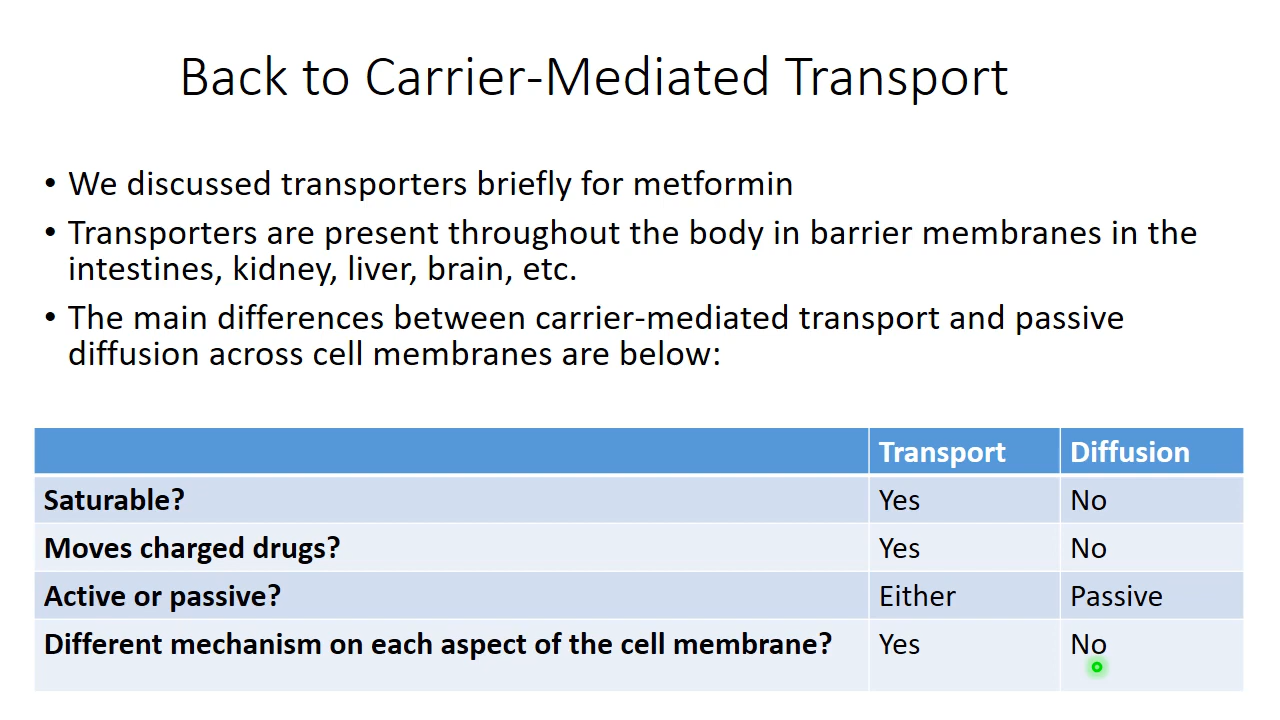 Back to Carrier-Mediated Transport
• We discussed transporters briefly for metformin
• Transporters are present throughout the body in barrier membranes in the
intestines, kidney, liver, brain, etc.
• The main differences between carrier-mediated transport and passive
diffusion across cell membranes are below:
Transport Diffusion
Saturable? Yes No
Moves charged drugs? Yes No
Active or passive? Either Passive
Different mechanism on each aspect of the cell membrane? Yes No